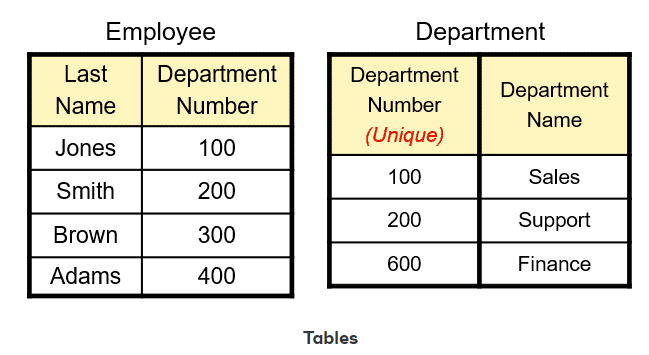 Employee
Last Name
Department Number
Jones
100
Smith
200
Brown
300
Adams
400
Department
Department Number (Unique)
Department Name
100
Sales
200
Support
600
Finance
Tables